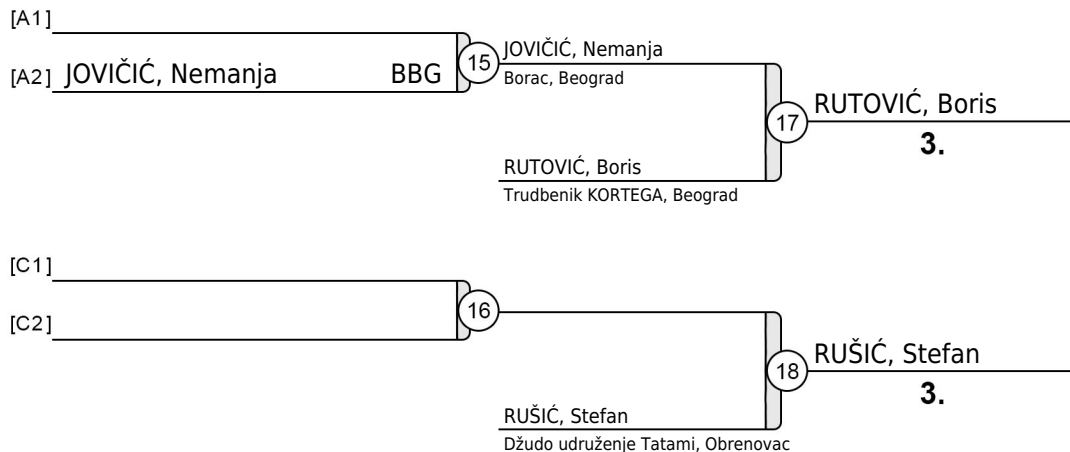 [A1]
[A2] JOVIČIĆ, Nemanja BBG
15
JOVIČIĆ, Nemanja
Borac, Beograd
17
RUTOVIĆ, Boris
3.
RUTOVIĆ, Boris
Trudbenik KORTEGA, Beograd
[C1]
[C2]
16
18
RUŠIĆ, Stefan
3.
RUŠIĆ, Stefan
Džudo udruženje Tatami, Obrenovac